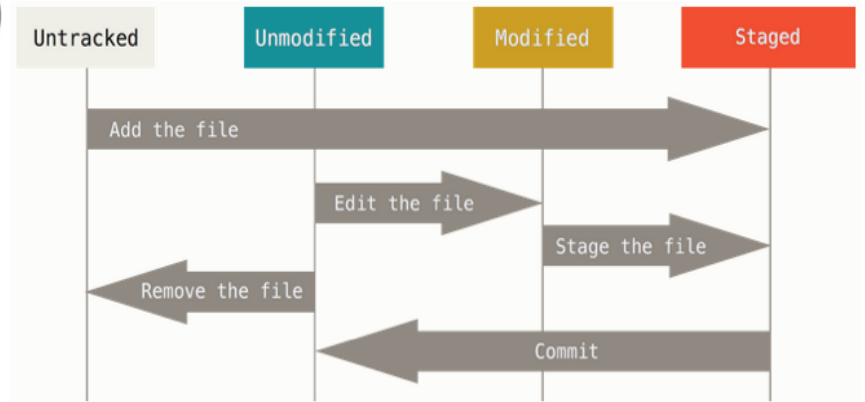 Untracked
Unmodified
Modified
Staged
Add the file
Edit the file
Stage the file
Remove the file
Commit